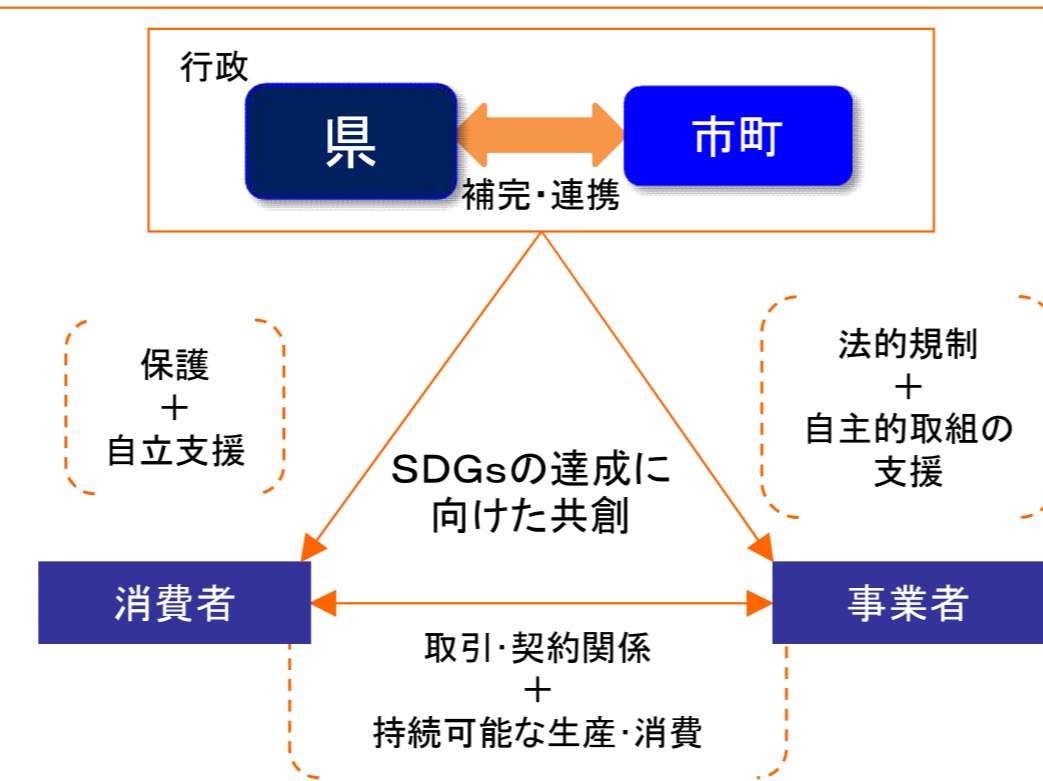 行政
県
市町
補完・連携
保護
＋
自立支援
法的規制
＋
自主的取組の
支援
SDGsの達成に
向けた共創
消費者
事業者
取引・契約関係
＋
持続可能な生産・消費